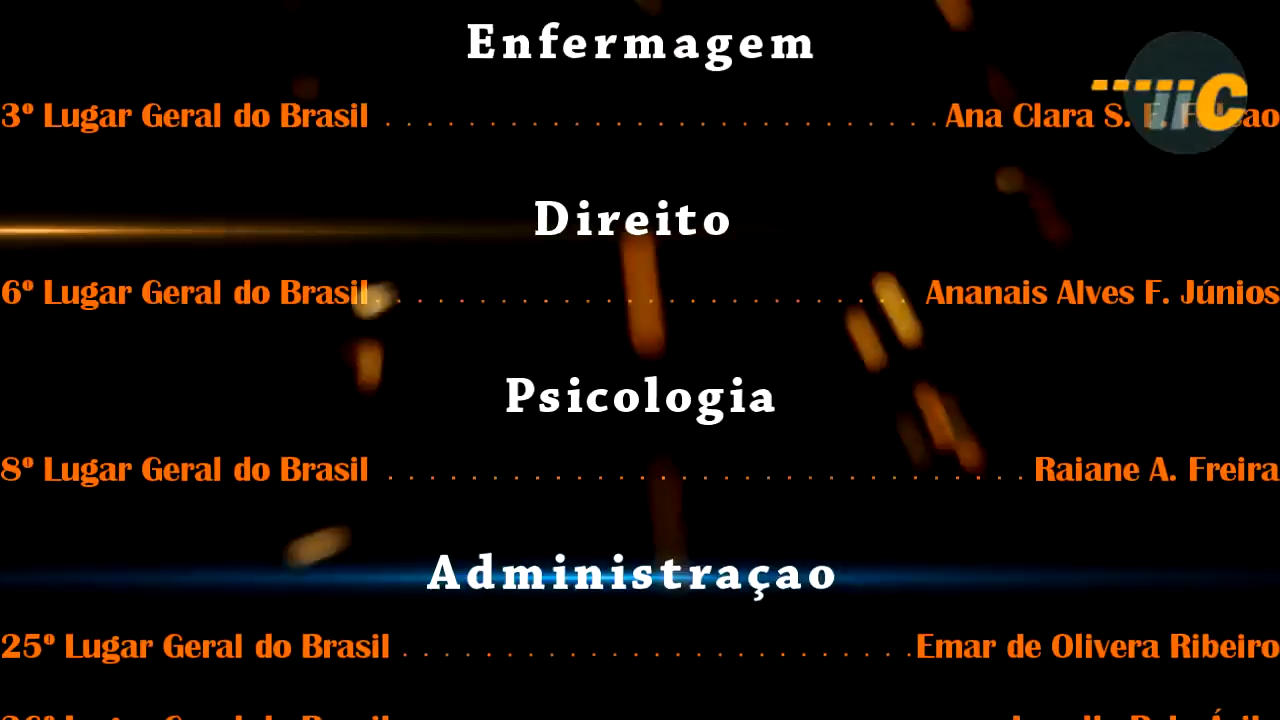 Enfermagem
3º Lugar Geral do Brasil . . . . . . . . . . . . . . . . . . . . . . . . . . . Ana Clara S. F.
Direito
6º Lugar Geral do Brasil . . . . . . . . . . . . . . . . . . . . . . . . . . Ananais Alves F. Júnios
Psicologia
8º Lugar Geral do Brasil . . . . . . . . . . . . . . . . . . . . . . . . . . . . . . . Raiane A. Freira
Administraçao
25º Lugar Geral do Brasil . . . . . . . . . . . . . . . . . . . . . . . . . Emar de Olivera Ribeiro